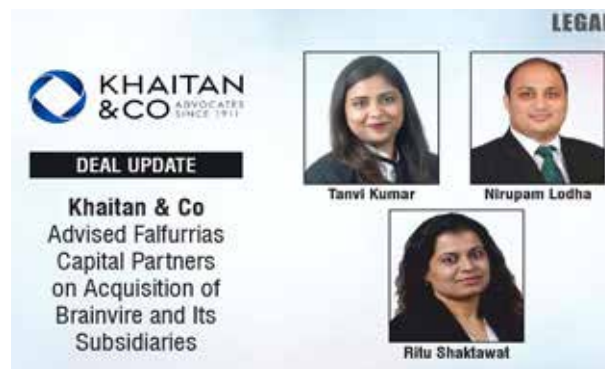 LEGAL
KHAITAN
& CO ADVOCATES
SINCE 1911
DEAL UPDATE
Khaitan & Co
Advised Falfurrias
Capital Partners
on Acquisition of
Brainvire and Its
Subsidiaries
Tanvi Kumar
Nirupam Lodha
Ritu Shaktawat